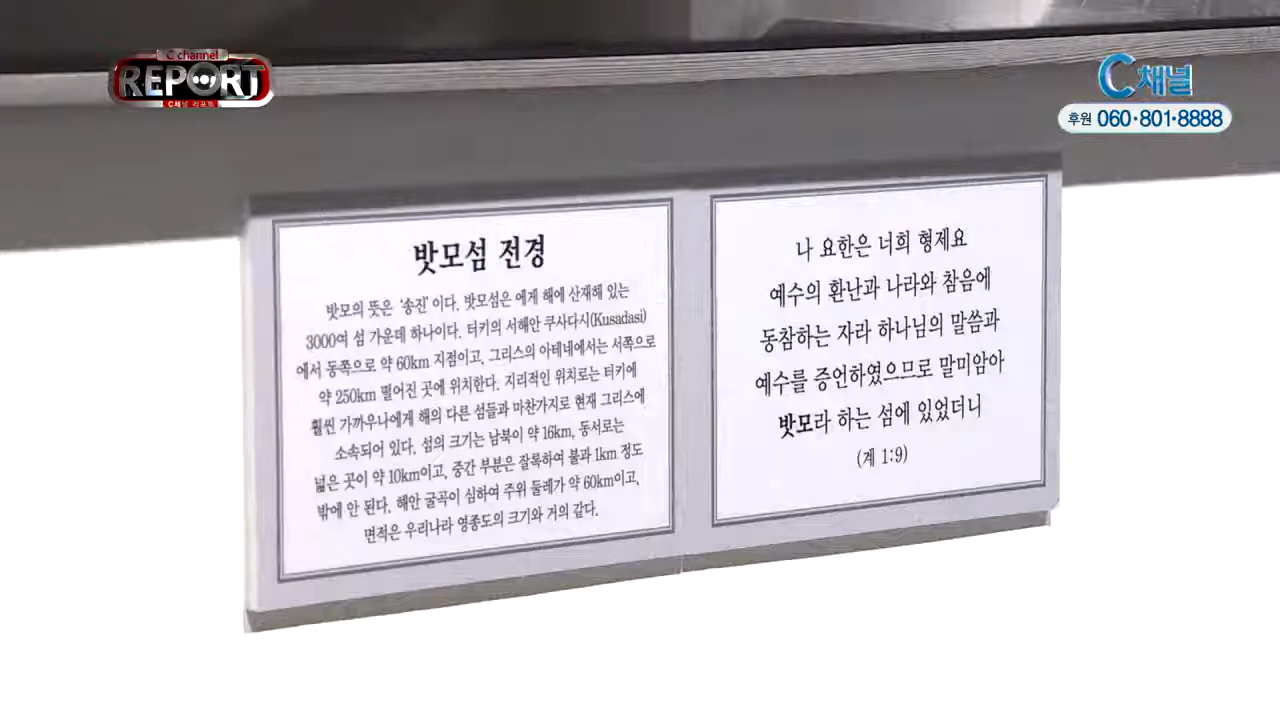 C channel
REPORT
C채널 리포트
C채널
후원 060·801·8888
밧모섬 전경
밧모의 뜻은 '송진' 이다. 밧모섬은 에게 해에 산재해 있는
3000여 섬 가운데 하나이다. 터키의 서해안 쿠사다시(Kusadasi)
에서 동쪽으로 약 60km 지점이고, 그리스의 아테네에서는 서쪽으로
약 250km 떨어진 곳에 위치한다. 지리적인 위치로는 터키에
훨씬 가까우나에게 해의 다른 섬들과 마찬가지로 현재 그리스에
소속되어 있다. 섬의 크기는 남북이 약 16km, 동서로는
넓은 곳이 약 10km이고, 중간 부분은 잘록하여 불과 1km 정도
밖에 안 된다. 해안 굴곡이 심하여 주위 둘레가 약 60km이고,
면적은 우리나라 영종도의 크기와 거의 같다.
나 요한은 너희 형제요
예수의 환난과 나라와 참음에
동참하는 자라 하나님의 말씀과
예수를 증언하였으므로 말미암아
밧모라 하는 섬에 있었더니
(계 1:9)